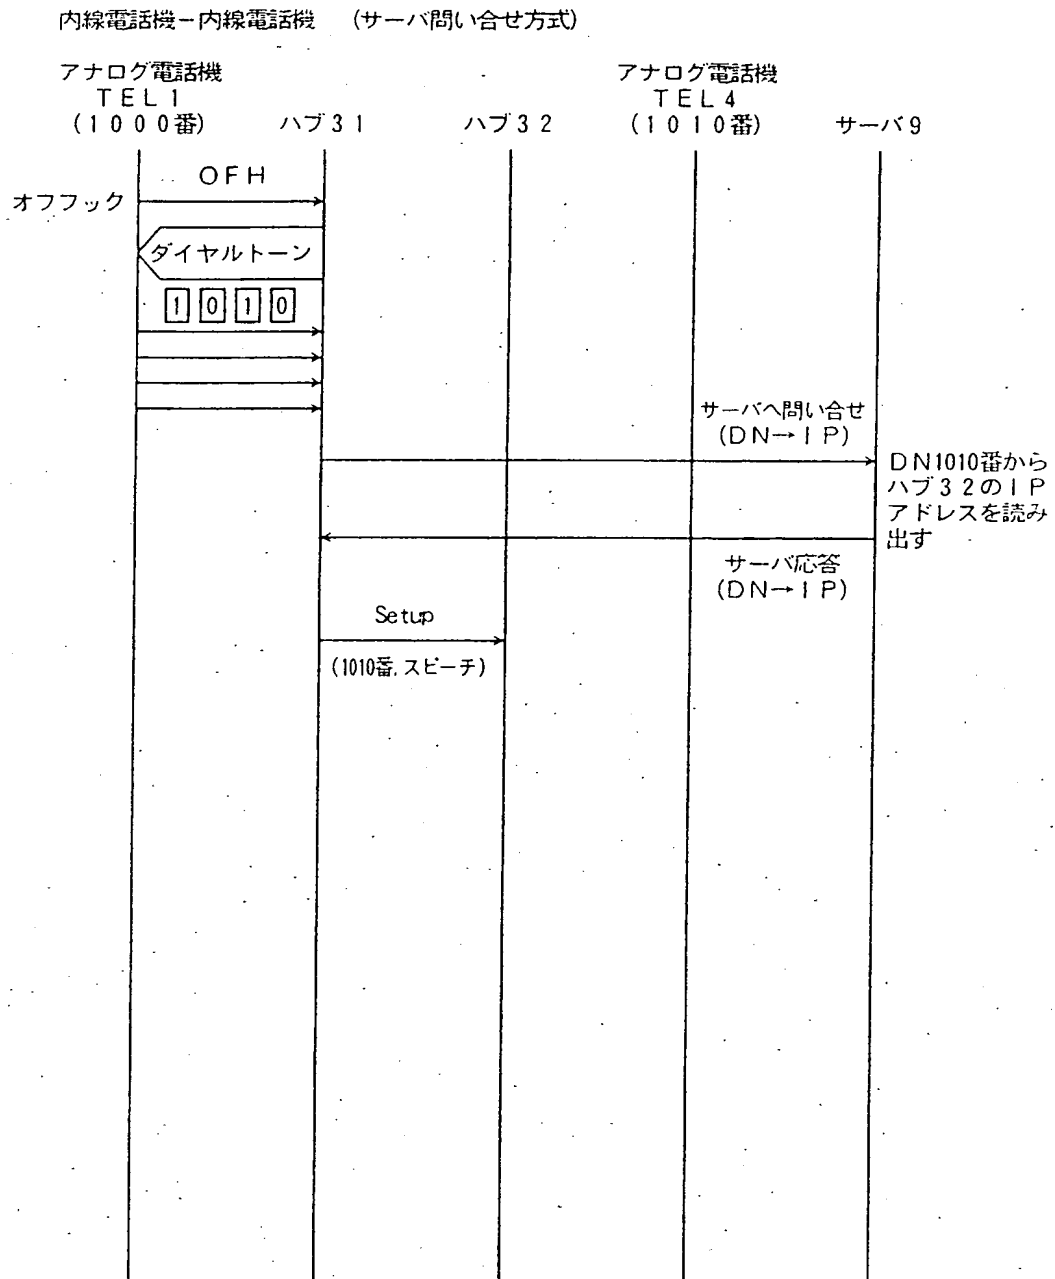 内線電話機－内線電話機　（サーバ問い合せ方式）
アナログ電話機
ＴＥＬ１
（１０００番）
ハブ３１
ハブ３２
アナログ電話機
ＴＥＬ４
（１０１０番）
サーバ９
ＯＦＨ
オフフック
ダイヤルトーン
1 0 1 0
サーバへ問い合せ
（ＤＮ→ＩＰ）
ＤＮ1010番から
ハブ３２のＩＰ
アドレスを読み
出す
サーバ応答
（ＤＮ→ＩＰ）
Setup
(1010番,スピーチ)